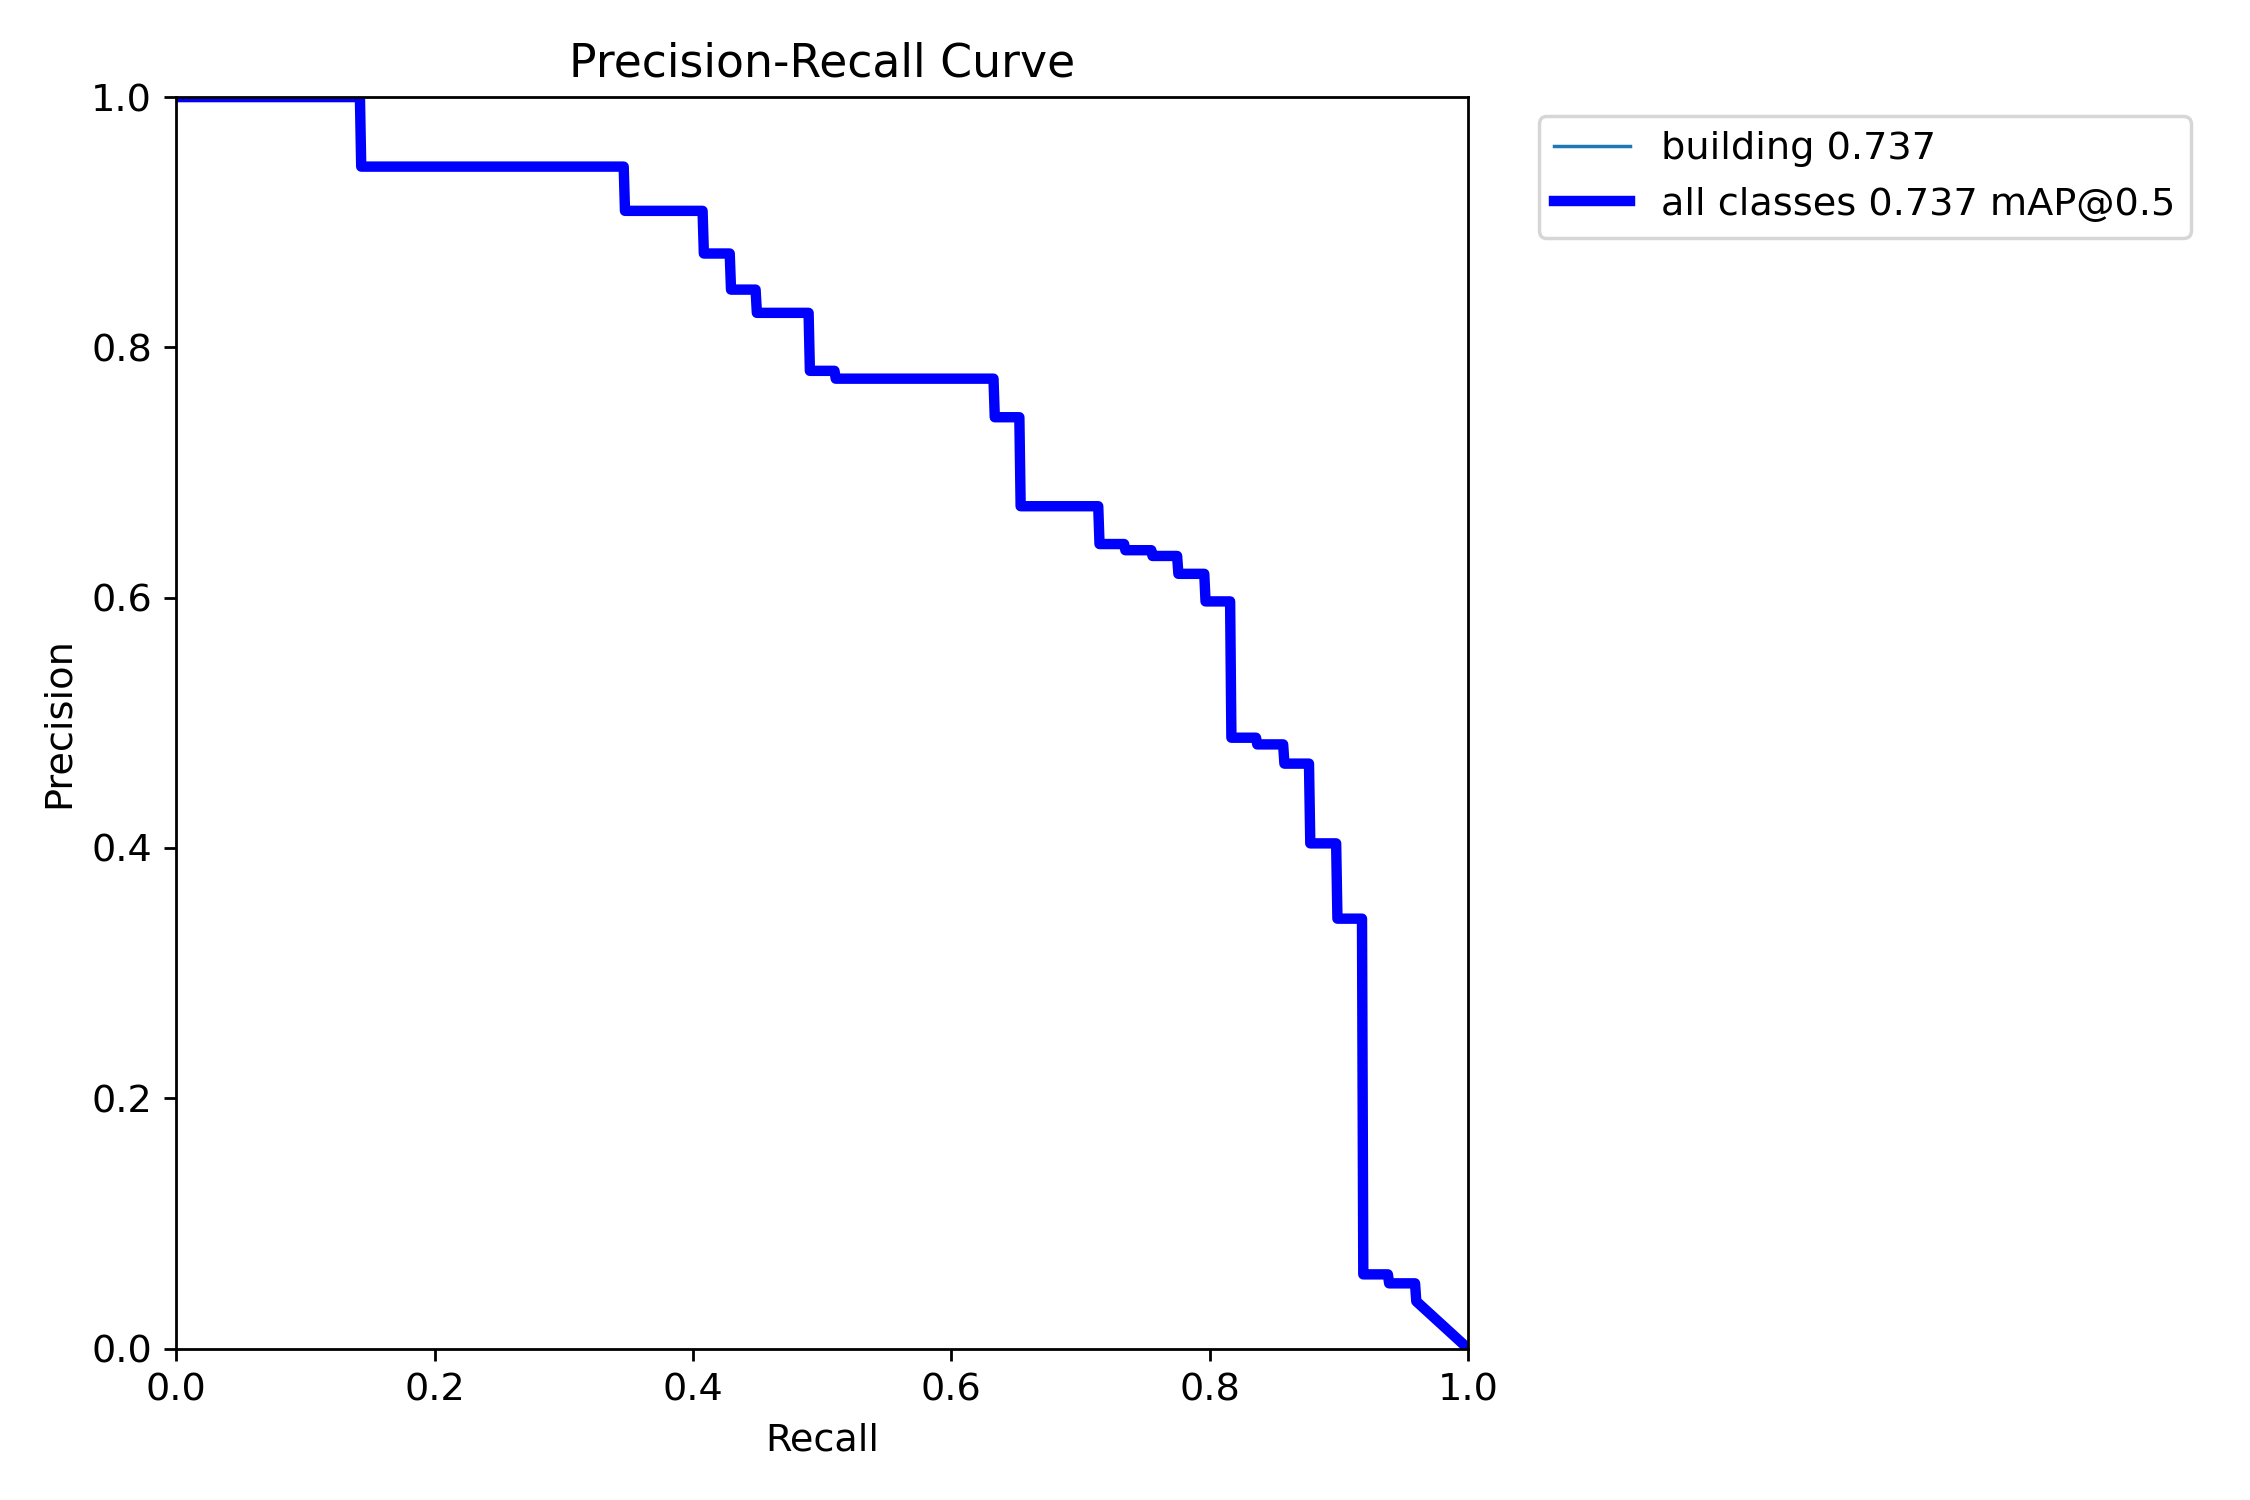 Precision-Recall Curve
building 0.737
all classes 0.737 mAP@0.5
1.0
0.8
0.6
0.4
0.2
0.0
Precision
0.0 0.2 0.4 0.6 0.8 1.0
Recall